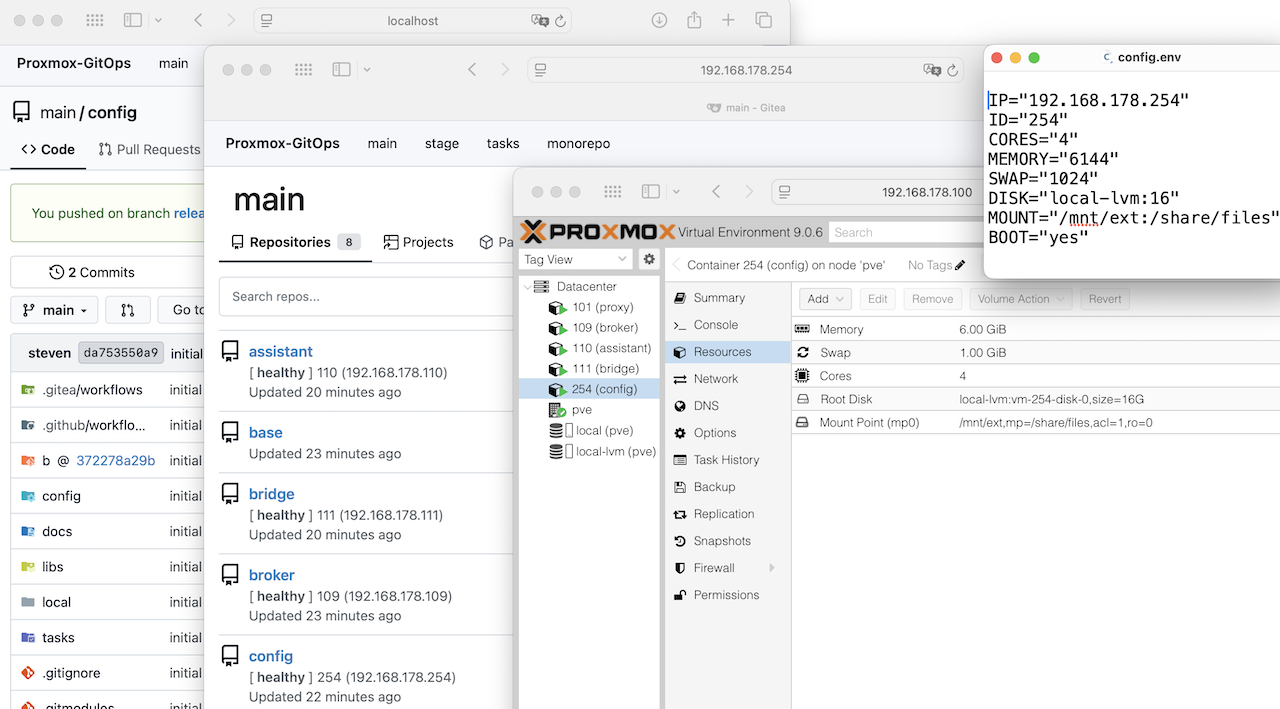 localhost
Proxmox-GitOps
main
main / config
Code
Pull Requests
You pushed on branch relea
2 Commits
main
Go to
steven
da753550a9
initial
.gitea/workflows
initial
.github/workflo...
initial
b @ 372278a29b
initial
config
initial
docs
initial
libs
initial
local
initial
tasks
initial
.gitignore
initial
.gitmodules
initial
192.168.178.254
main - Gitea
Proxmox-GitOps
main
stage
tasks
monorepo
main
Repositories 8
Projects
Pa
Search repos...
assistant
[ healthy ] 110 (192.168.178.110)
Updated 20 minutes ago
base
Updated 23 minutes ago
bridge
[ healthy ] 111 (192.168.178.111)
Updated 20 minutes ago
broker
[ healthy ] 109 (192.168.178.109)
Updated 23 minutes ago
config
[ healthy ] 254 (192.168.178.254)
Updated 22 minutes ago
192.168.178.100
PROXMOX
Virtual Environment 9.0.6
Search
Tag View
Datacenter
101 (proxy)
109 (broker)
110 (assistant)
111 (bridge)
254 (config)
pve
local (pve)
local-lvm (pve)
Container 254 (config) on node 'pve'
No Tags
Summary
Console
Resources
Network
DNS
Options
Task History
Backup
Replication
Snapshots
Firewall
Permissions
Add
Edit
Remove
Volume Action
Revert
Memory
6.00 GiB
Swap
1.00 GiB
Cores
4
Root Disk
local-lvm:vm-254-disk-0,size=16G
Mount Point (mp0)
/mnt/ext,mp=/share/files,acl=1,ro=0
config.env
IP="192.168.178.254"
ID="254"
CORES="4"
MEMORY="6144"
SWAP="1024"
DISK="local-lvm:16"
MOUNT="/mnt/ext:/share/files"
BOOT="yes"